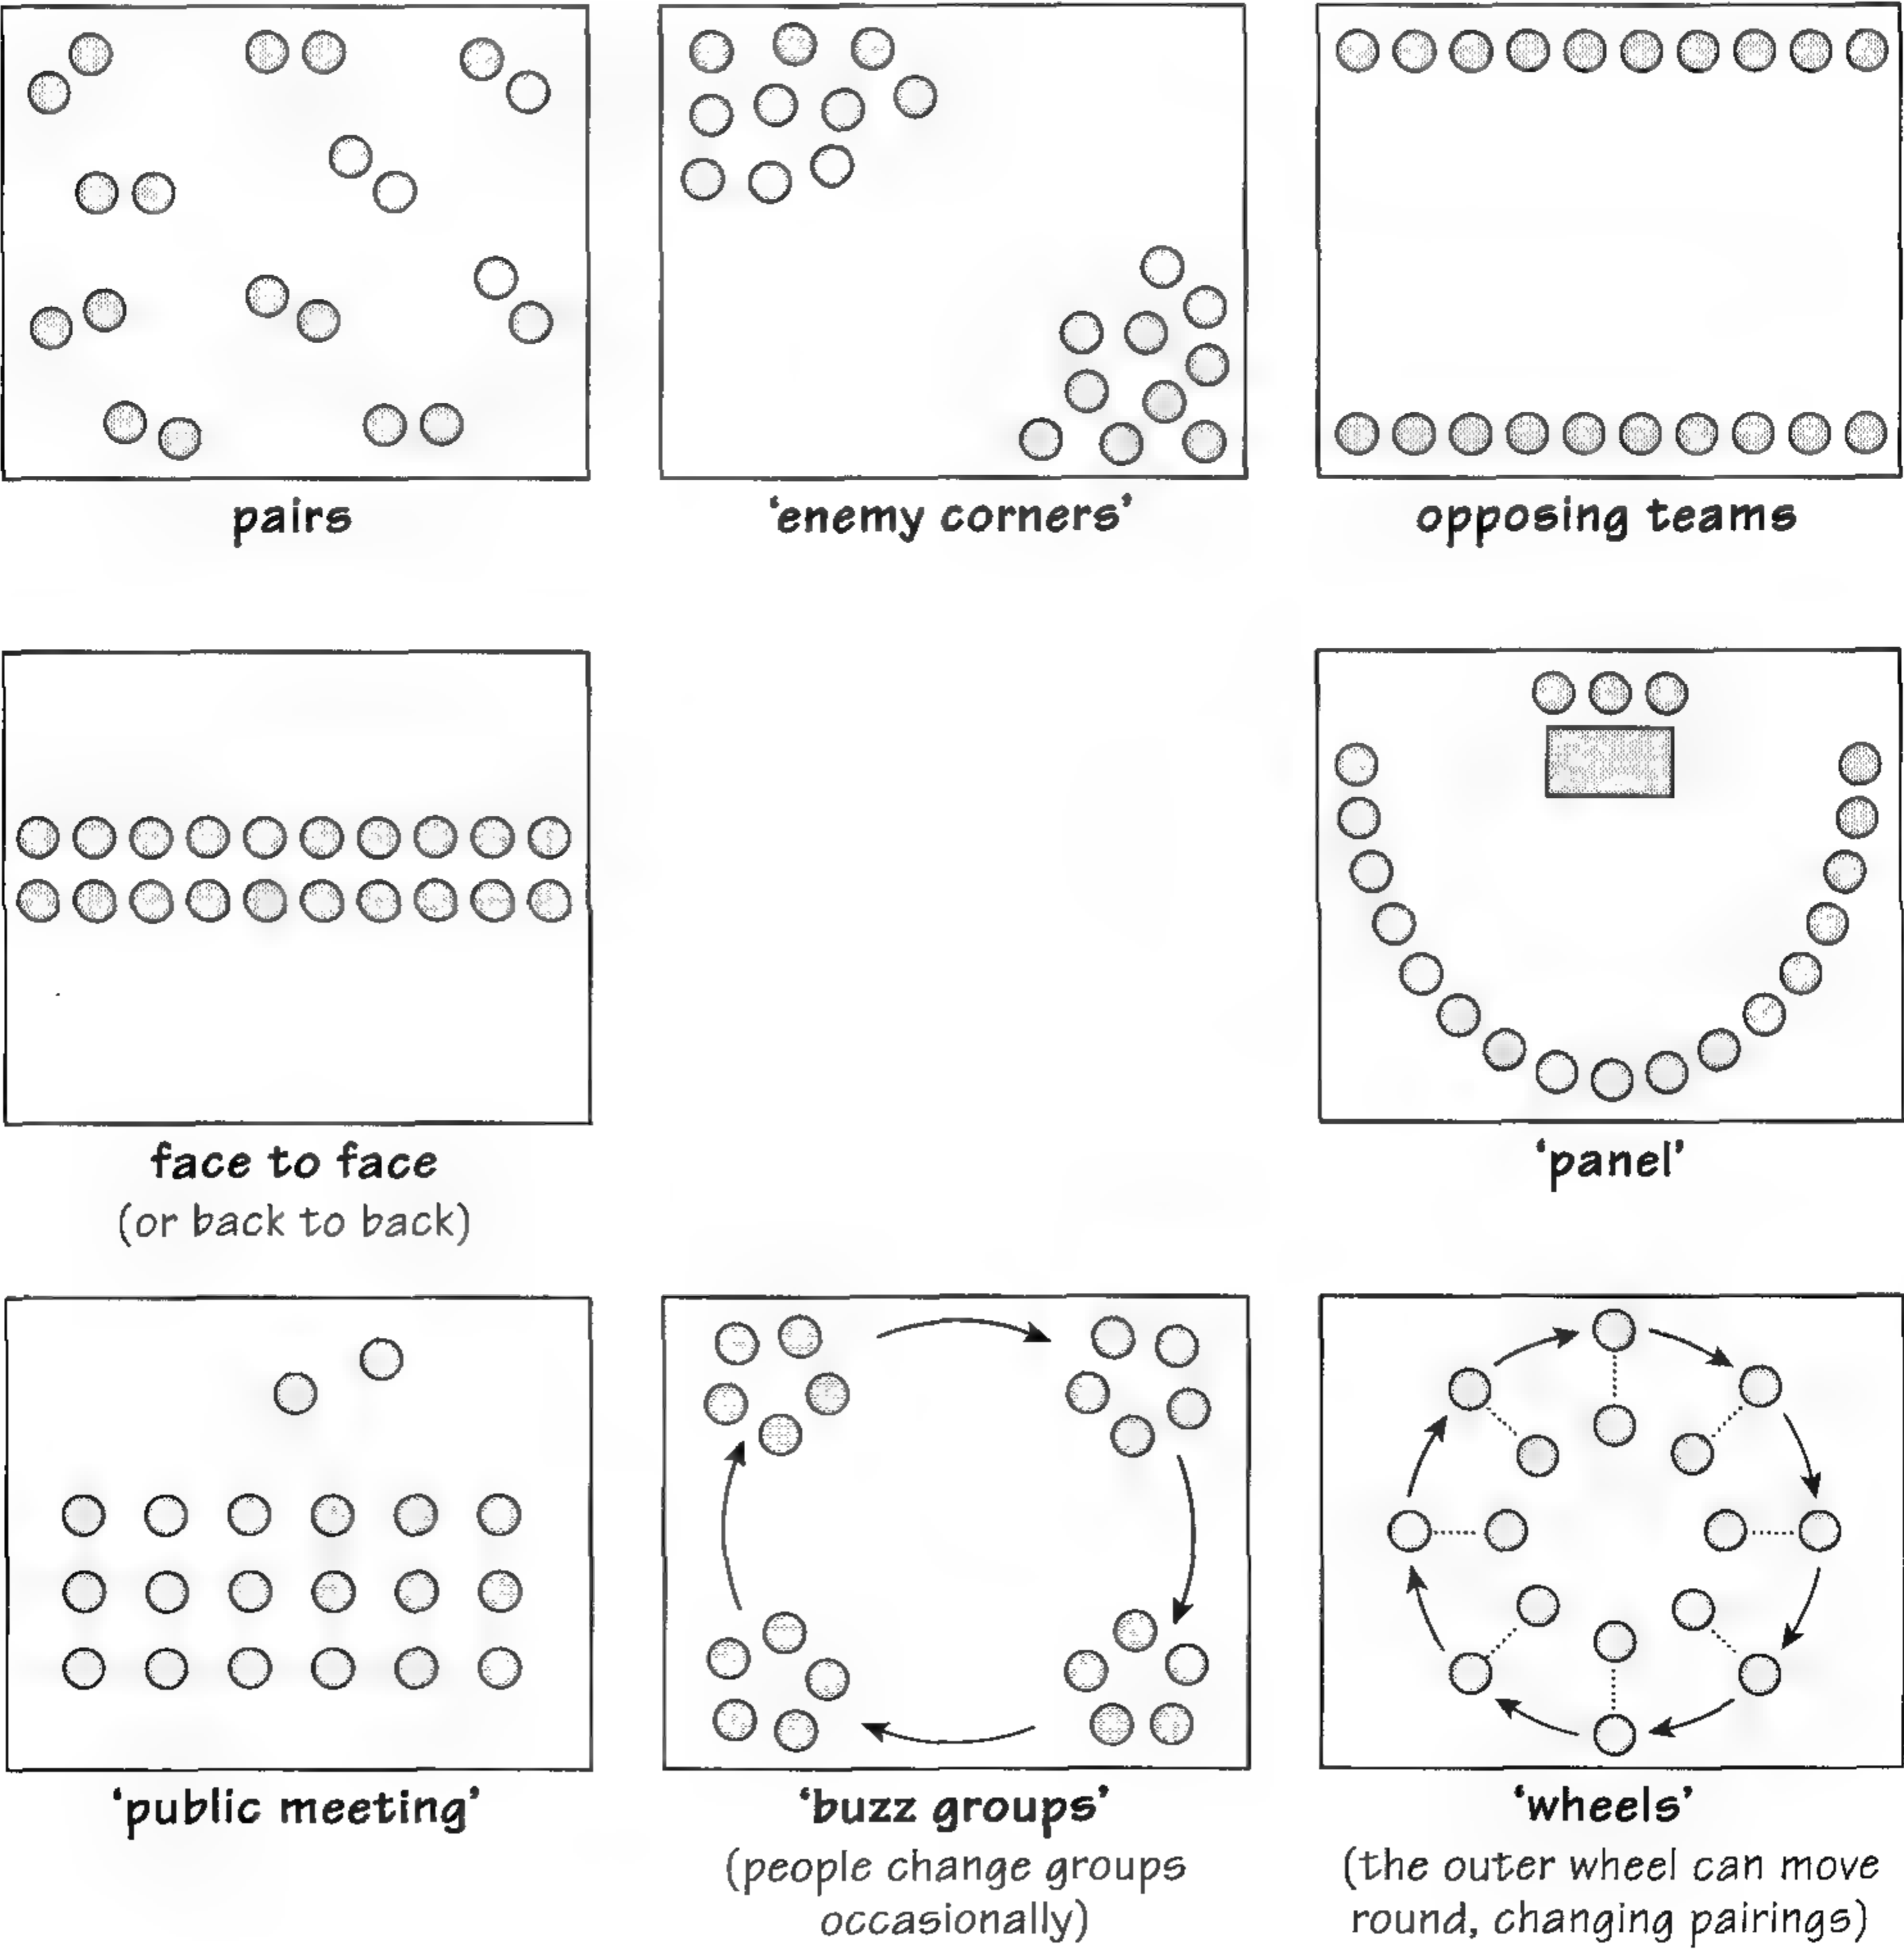 pairs
‘enemy corners’
opposing teams
face to face
(or back to back)
‘panel’
‘public meeting’
‘buzz groups’
(people change groups
occasionally)
‘wheels’
(the outer wheel can move
round, changing pairings)